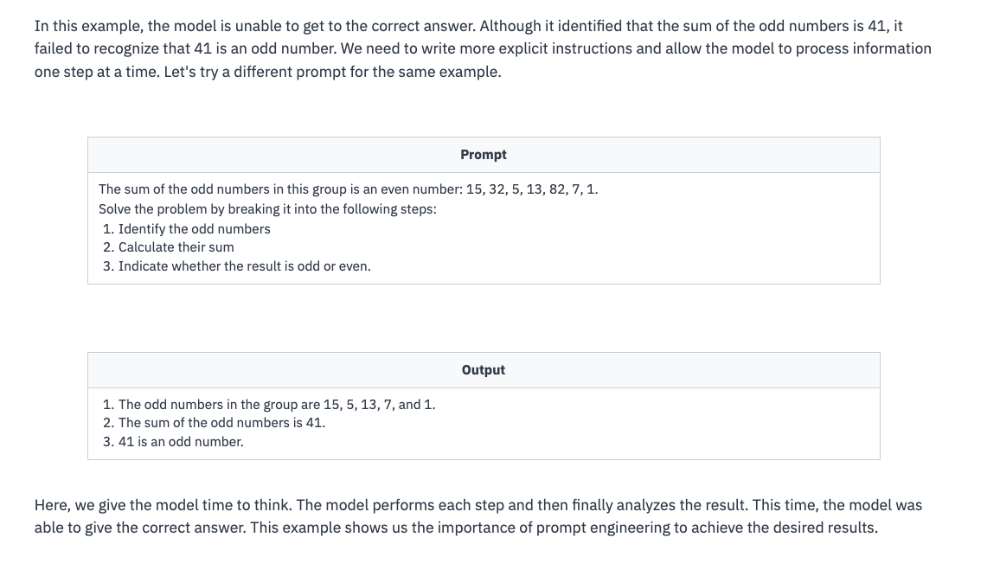 In this example, the model is unable to get to the correct answer. Although it identified that the sum of the odd numbers is 41, it
failed to recognize that 41 is an odd number. We need to write more explicit instructions and allow the model to process information
one step at a time. Let's try a different prompt for the same example.
Prompt
The sum of the odd numbers in this group is an even number: 15, 32, 5, 13, 82, 7, 1.
Solve the problem by breaking it into the following steps:
1. Identify the odd numbers
2. Calculate their sum
3. Indicate whether the result is odd or even.
Output
1. The odd numbers in the group are 15, 5, 13, 7, and 1.
2. The sum of the odd numbers is 41.
3. 41 is an odd number.
Here, we give the model time to think. The model performs each step and then finally analyzes the result. This time, the model was
able to give the correct answer. This example shows us the importance of prompt engineering to achieve the desired results.